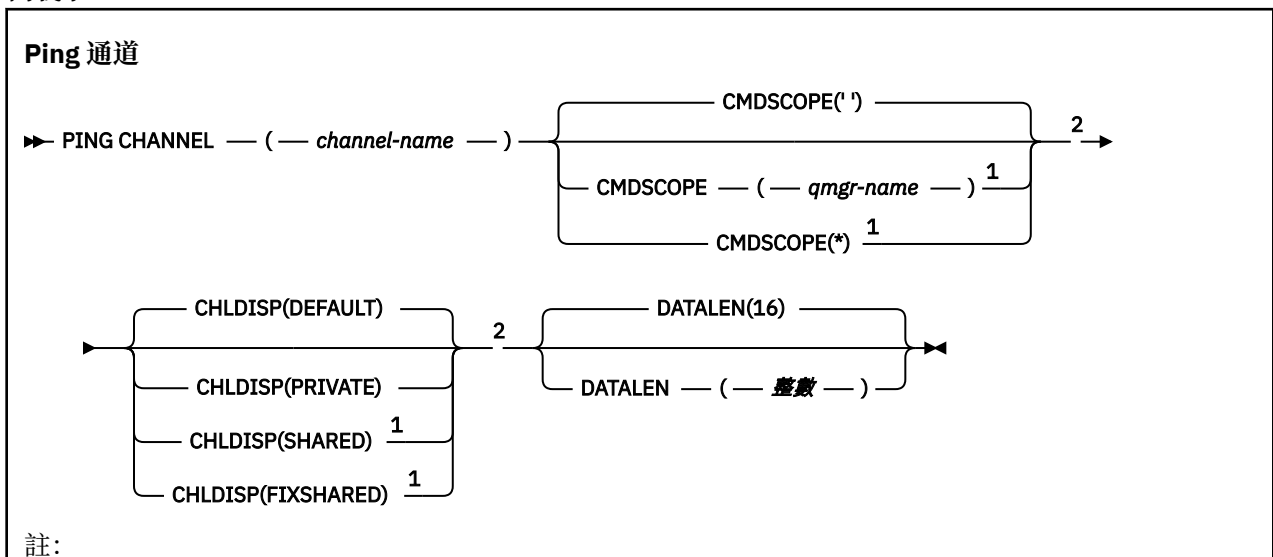 Ping 通道
CMDSCOPE(' ')
PING CHANNEL ( channel-name ) 2
CMDSCOPE ( qmgr-name ) 1
CMDSCOPE(*) 1
CHLDISP(DEFAULT) DATALEN(16)
2
CHLDISP(PRIVATE) DATALEN ( 整數 )
CHLDISP(SHARED) 1
CHLDISP(FIXSHARED) 1
註: